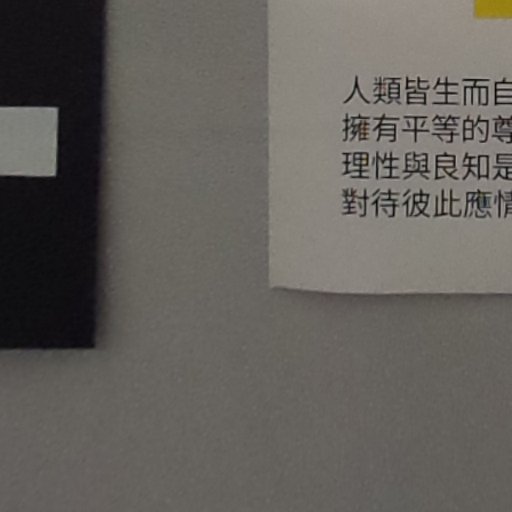 人類皆生而自
擁有平等的尊
理性與良知是
對待彼此應情